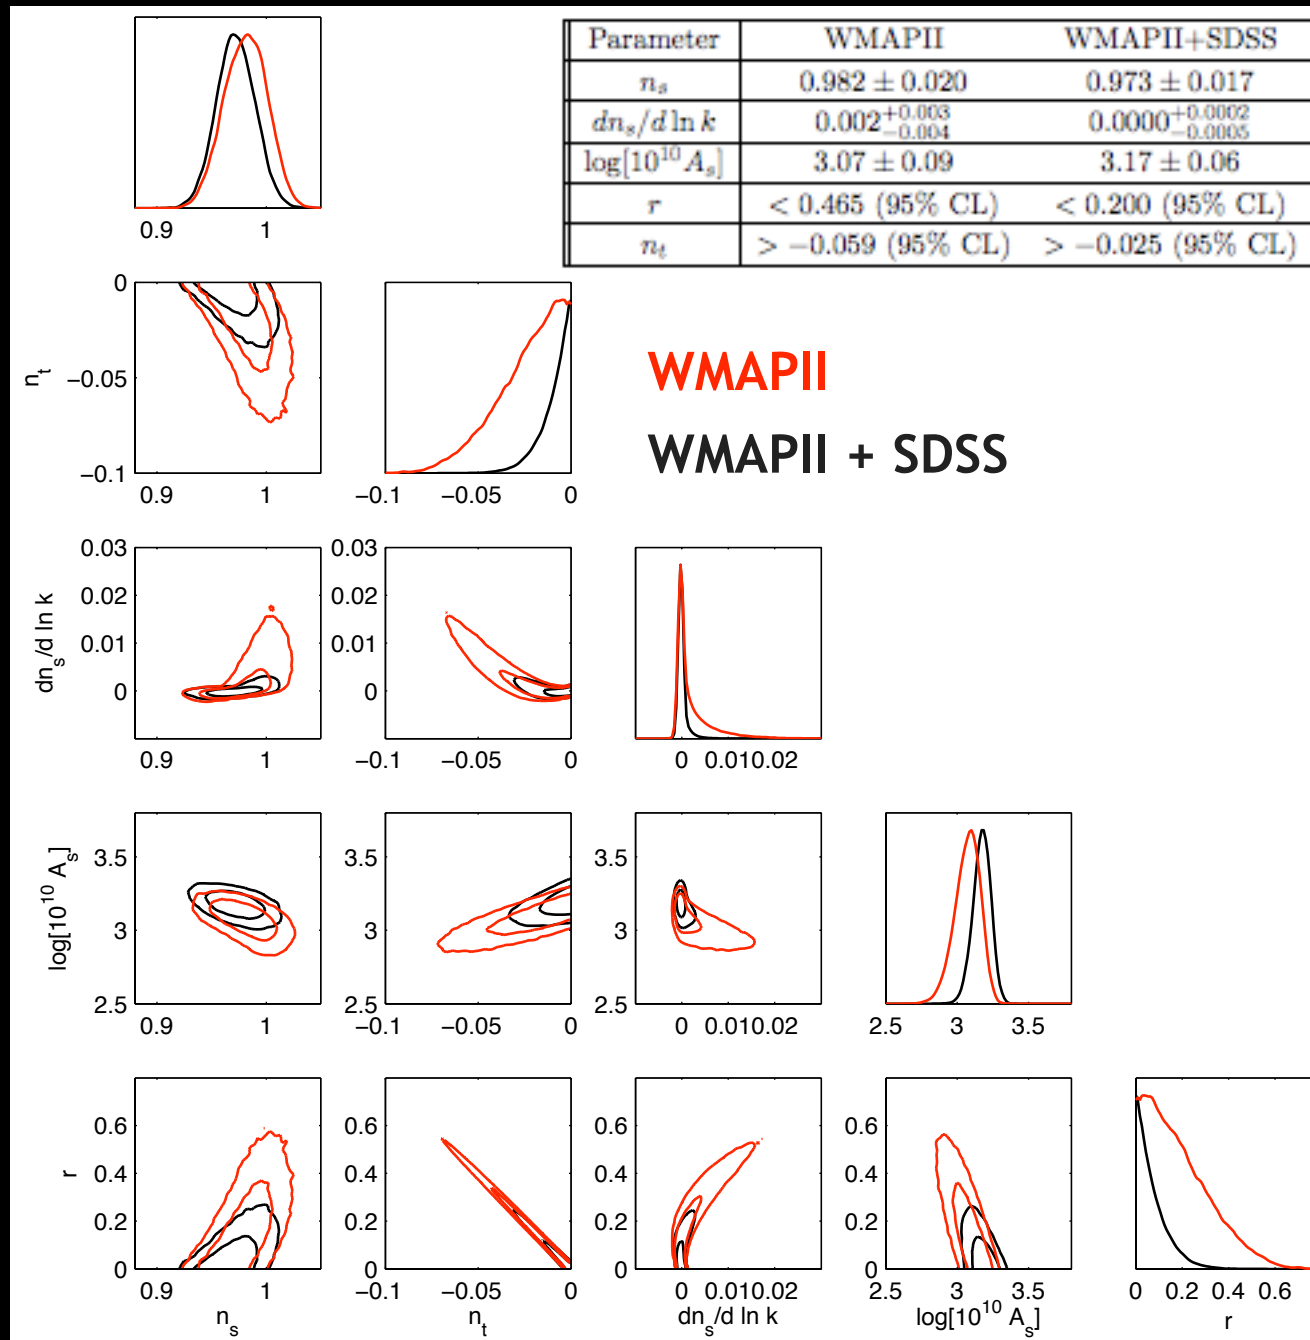 Parameter WMAPII WMAPII+SDSS
n_s 0.982 ± 0.020 0.973 ± 0.017
dn_s/d ln k 0.002^{+0.003}_{−0.004} 0.0000^{+0.0002}_{−0.0005}
log[10^{10} A_s] 3.07 ± 0.09 3.17 ± 0.06
r < 0.465 (95% CL) < 0.200 (95% CL)
n_t > −0.059 (95% CL) > −0.025 (95% CL)
0.9 1
WMAPII
WMAPII + SDSS
n_t
0
−0.05
−0.1
0.9 1
−0.1 −0.05 0
dn_s/d ln k
0.03
0.02
0.01
0
0.9 1
0.03
0.02
0.01
0
−0.1 −0.05 0
0 0.01 0.02
log[10^{10} A_s]
3.5
3
2.5
0.9 1
3.5
3
2.5
−0.1 −0.05 0
3.5
3
2.5
0 0.01 0.02
2.5 3 3.5
r
0.6
0.4
0.2
0
0.9 1
n_s
0.6
0.4
0.2
0
−0.1 −0.05 0
n_t
0.6
0.4
0.2
0
0 0.01 0.02
dn_s/d ln k
0.6
0.4
0.2
0
2.5 3 3.5
log[10^{10} A_s]
0 0.2 0.4 0.6
r